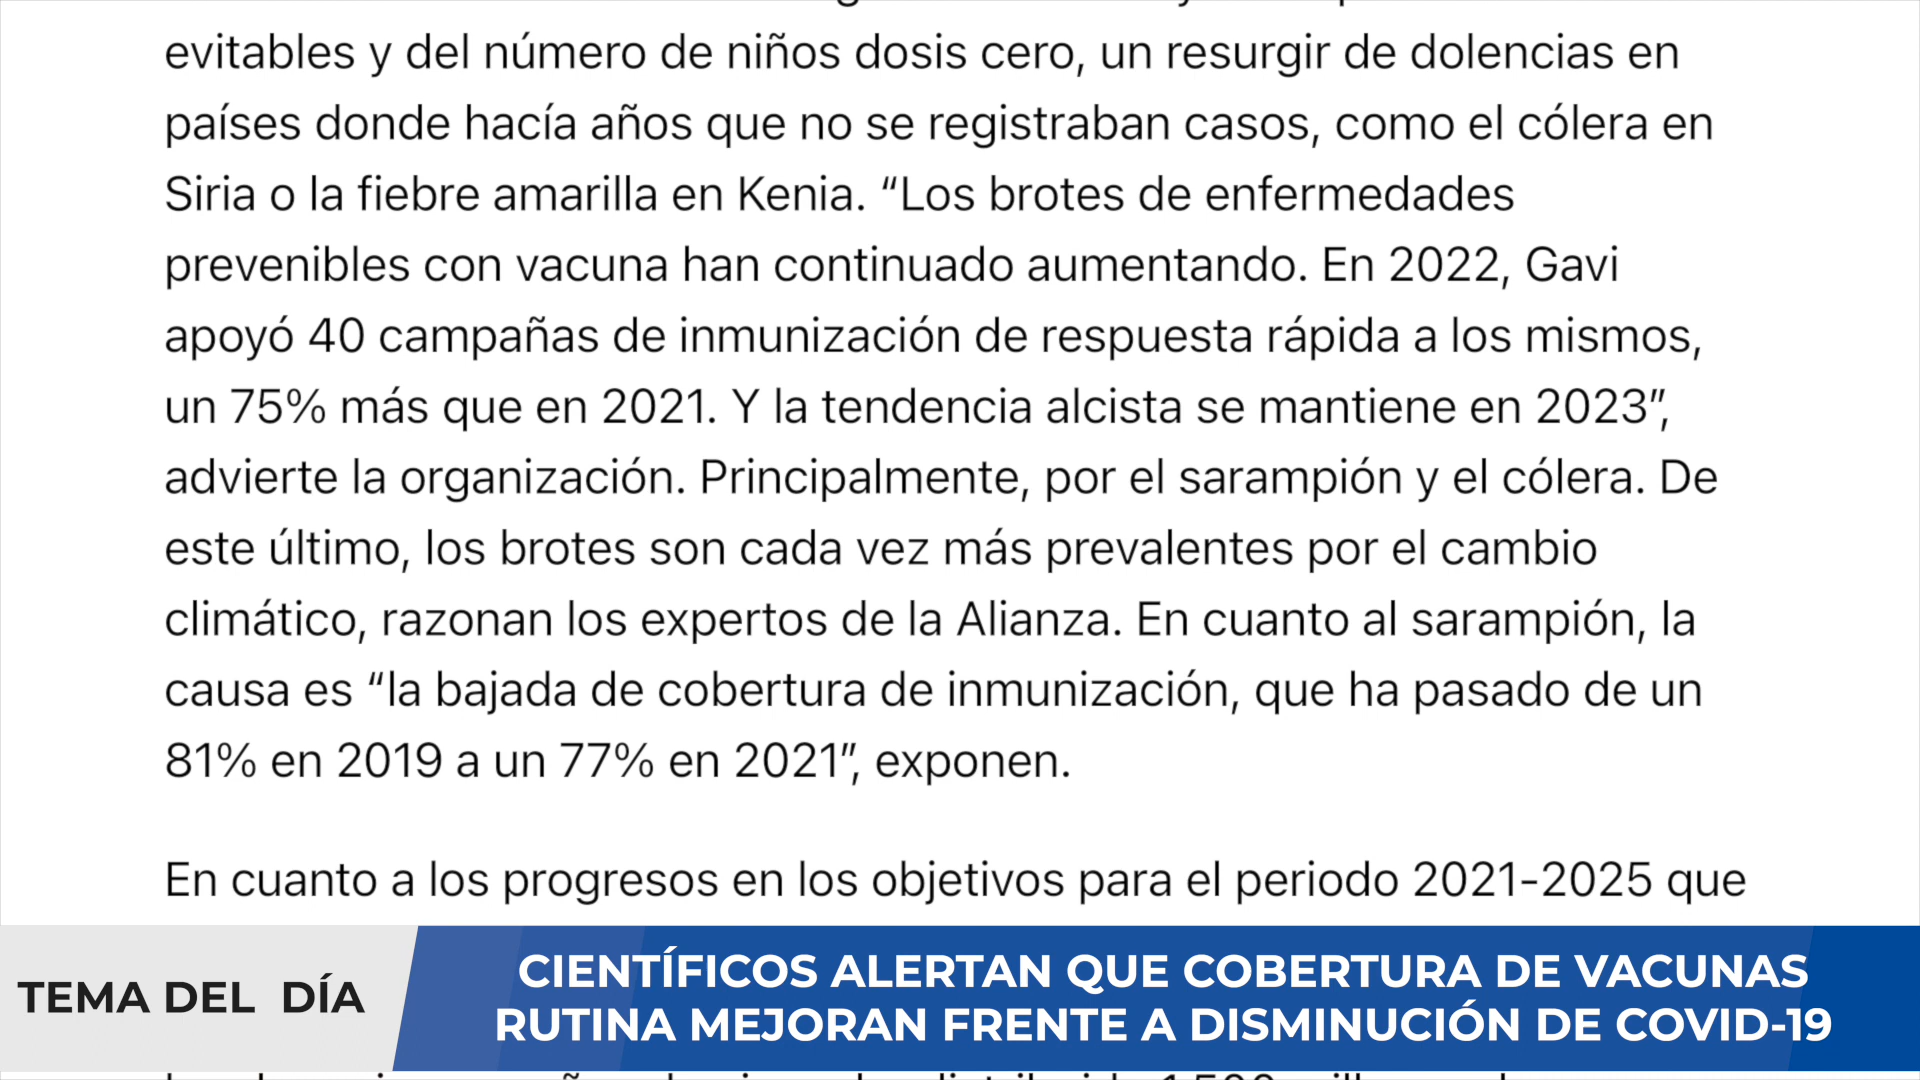 evitables y del número de niños dosis cero, un resurgir de dolencias en
países donde hacía años que no se registraban casos, como el cólera en
Siria o la fiebre amarilla en Kenia. “Los brotes de enfermedades
prevenibles con vacuna han continuado aumentando. En 2022, Gavi
apoyó 40 campañas de inmunización de respuesta rápida a los mismos,
un 75% más que en 2021. Y la tendencia alcista se mantiene en 2023”,
advierte la organización. Principalmente, por el sarampión y el cólera. De
este último, los brotes son cada vez más prevalentes por el cambio
climático, razonan los expertos de la Alianza. En cuanto al sarampión, la
causa es “la bajada de cobertura de inmunización, que ha pasado de un
81% en 2019 a un 77% en 2021”, exponen.
En cuanto a los progresos en los objetivos para el periodo 2021-2025 que
TEMA DEL DÍA
CIENTÍFICOS ALERTAN QUE COBERTURA DE VACUNAS
RUTINA MEJORAN FRENTE A DISMINUCIÓN DE COVID-19